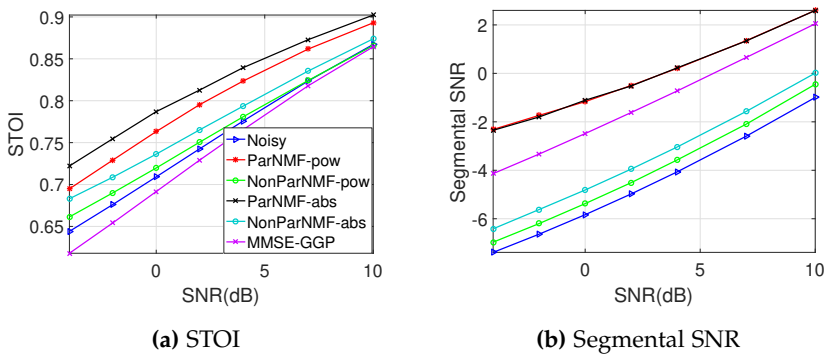 0.9
0.85
0.8
0.75
0.7
0.65
STOI
0
5
10
SNR(dB)
Noisy
ParNMF-pow
NonParNMF-pow
ParNMF-abs
NonParNMF-abs
MMSE-GGP
(a) STOI
2
0
-2
-4
-6
Segmental SNR
0
5
10
SNR(dB)
(b) Segmental SNR